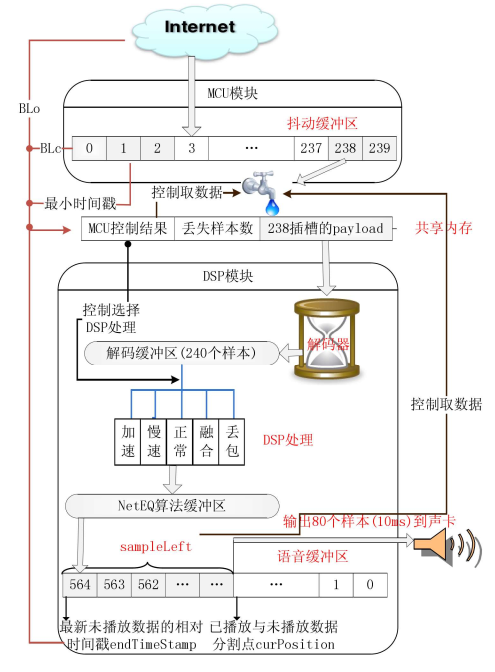 Internet
MCU模块
BLo
抖动缓冲区
BLc
0 1 2 3 … 237 238 239
控制取数据
最小时间戳
MCU控制结果 丢失样本数 238插槽的payload
共享内存
DSP模块
控制选择
DSP处理
解码器
解码缓冲区(240个样本)
控制取数据
加速 慢速 正常 融合 丢包
DSP处理
NetEQ算法缓冲区
输出80个样本(10ms)到声卡
sampleLeft
语音缓冲区
564 563 562 … … … 1 0
最新未播放数据的相对
时间戳endTimeStamp
已播放与未播放数据
分割点curPosition